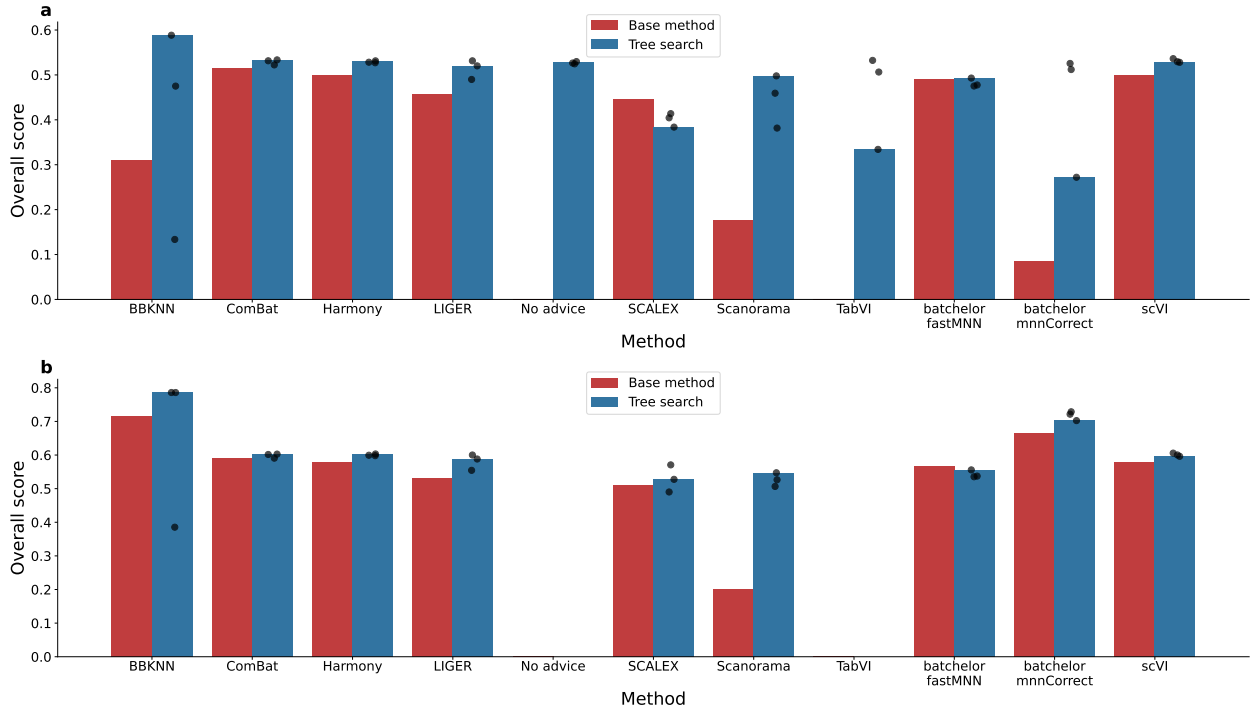 a
Overall score
0.6
0.5
0.4
0.3
0.2
0.1
0.0
Base method
Tree search
BBKNN
ComBat
Harmony
LIGER
No advice
SCALEX
Scanorama
TabVI
batchelor
fastMNN
batchelor
mnnCorrect
scVI
Method
b
Overall score
0.8
0.7
0.6
0.5
0.4
0.3
0.2
0.1
0.0
Base method
Tree search
BBKNN
ComBat
Harmony
LIGER
No advice
SCALEX
Scanorama
TabVI
batchelor
fastMNN
batchelor
mnnCorrect
scVI
Method